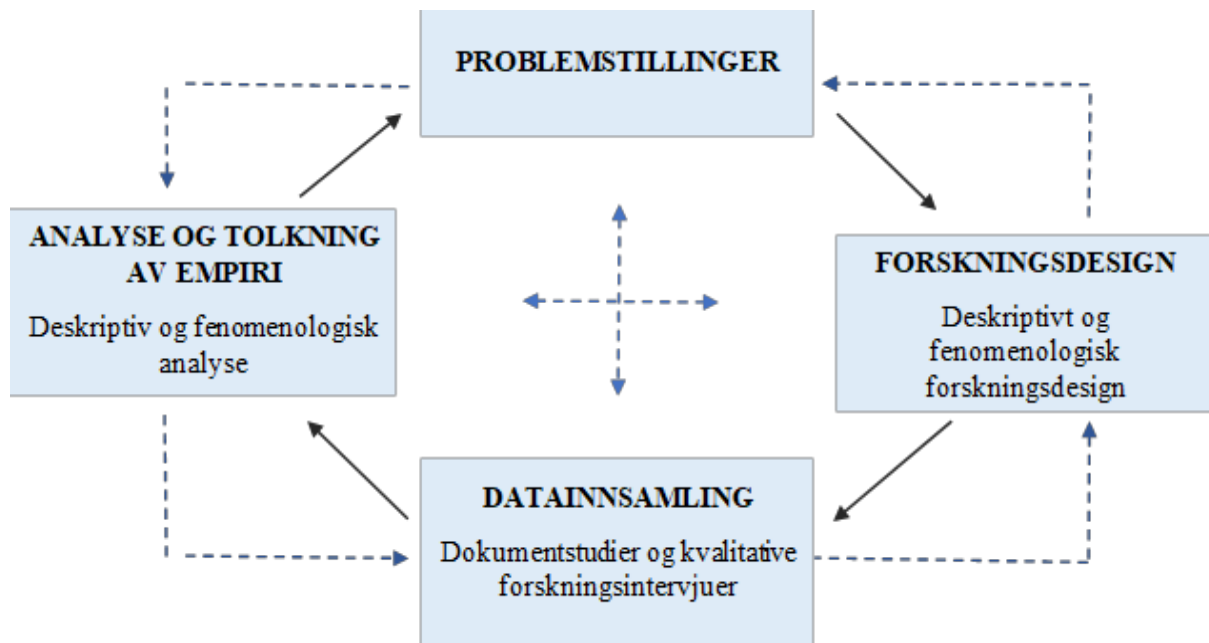 PROBLEMSTILLINGER
ANALYSE OG TOLKNING
AV EMPIRI
Deskriptiv og fenomenologisk
analyse
FORSKNINGSDESIGN
Deskriptivt og
fenomenologisk
forskningsdesign
DATAINNSAMLING
Dokumentstudier og kvalitative
forskningsintervjuer